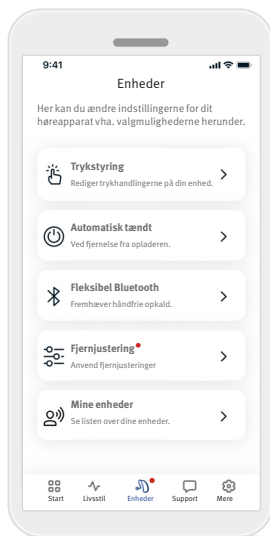 9:41
Enheder
Her kan du ændre indstillingerne for dit
høreapparat vha. valgmulighederne herunder.
Trykstyring
Rediger trykhandlingerne på din enhed.
Automatisk tændt
Ved fjernelse fra opladeren.
Fleksibel Bluetooth
Fremhæver håndfrie opkald.
Fjernjustering
Anvend fjernjusteringer
Mine enheder
Se listen over dine enheder.
Start Livsstil Enheder Support Mere